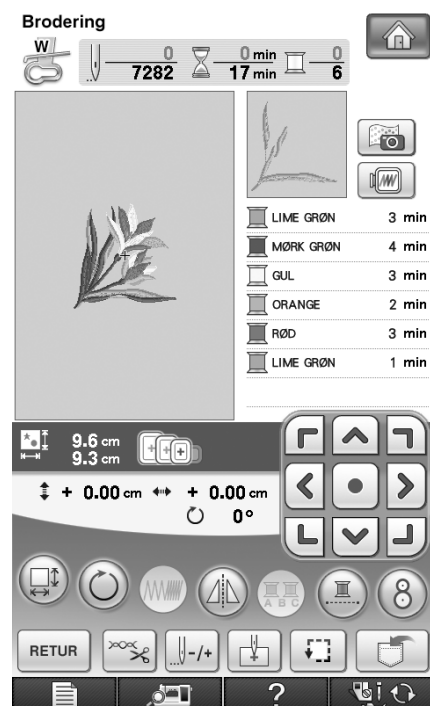 Brodering
W
0 0 min 0
7282 17 min 6
LIME GRØN 3 min
MØRK GRØN 4 min
GUL 3 min
ORANGE 2 min
RØD 3 min
LIME GRØN 1 min
9.6 cm
9.3 cm
+ 0.00 cm + 0.00 cm
0°
A B C
8
RETUR
-/+
?